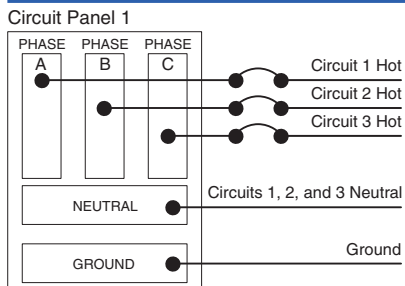 Circuit Panel 1
PHASE PHASE PHASE
A B C
Circuit 1 Hot
Circuit 2 Hot
Circuit 3 Hot
NEUTRAL
Circuits 1, 2, and 3 Neutral
GROUND
Ground